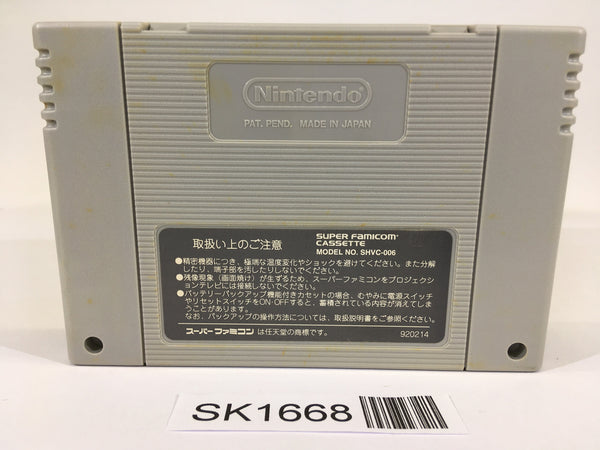 Nintendo
PAT. PEND. MADE IN JAPAN
取扱い上のご注意
SUPER FAMICOM
CASSETTE
MODEL NO. SHVC-006
●精密機器につき、極端な温度変化やショックを避けてください。また分解
したり、端子部を汚したりしないでください。
●残像現象（画面焼け）が生ずるため、スーパーファミコンをプロジェクシ
ョンテレビには接続しないでください。
●バッテリーバックアップ機能付きカセットの場合、むやみに電源スイッチ
やリセットスイッチをON・OFFすると、蓄積されている内容が消えてしま
うことがあります。
なお、バックアップの操作方法については、取扱説明書をご参照ください。
スーパーファミコン は任天堂の商標です。
920214
SK1668